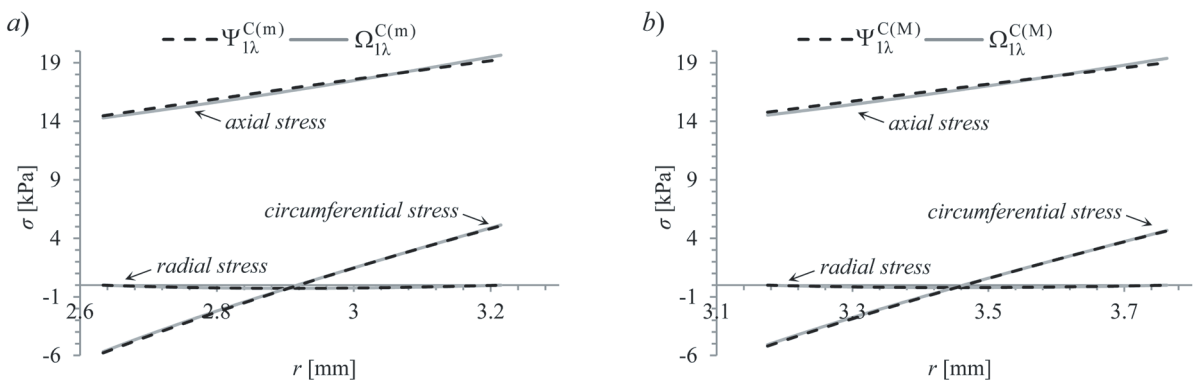 a)
Ψ1λC(m) Ω1λC(m)
19
14
9
4
-1
-6
σ [kPa]
axial stress
circumferential stress
radial stress
2.6 2.8 3 3.2
r [mm]
b)
Ψ1λC(M) Ω1λC(M)
19
14
9
4
-1
-6
σ [kPa]
axial stress
circumferential stress
radial stress
3.1 3.3 3.5 3.7
r [mm]